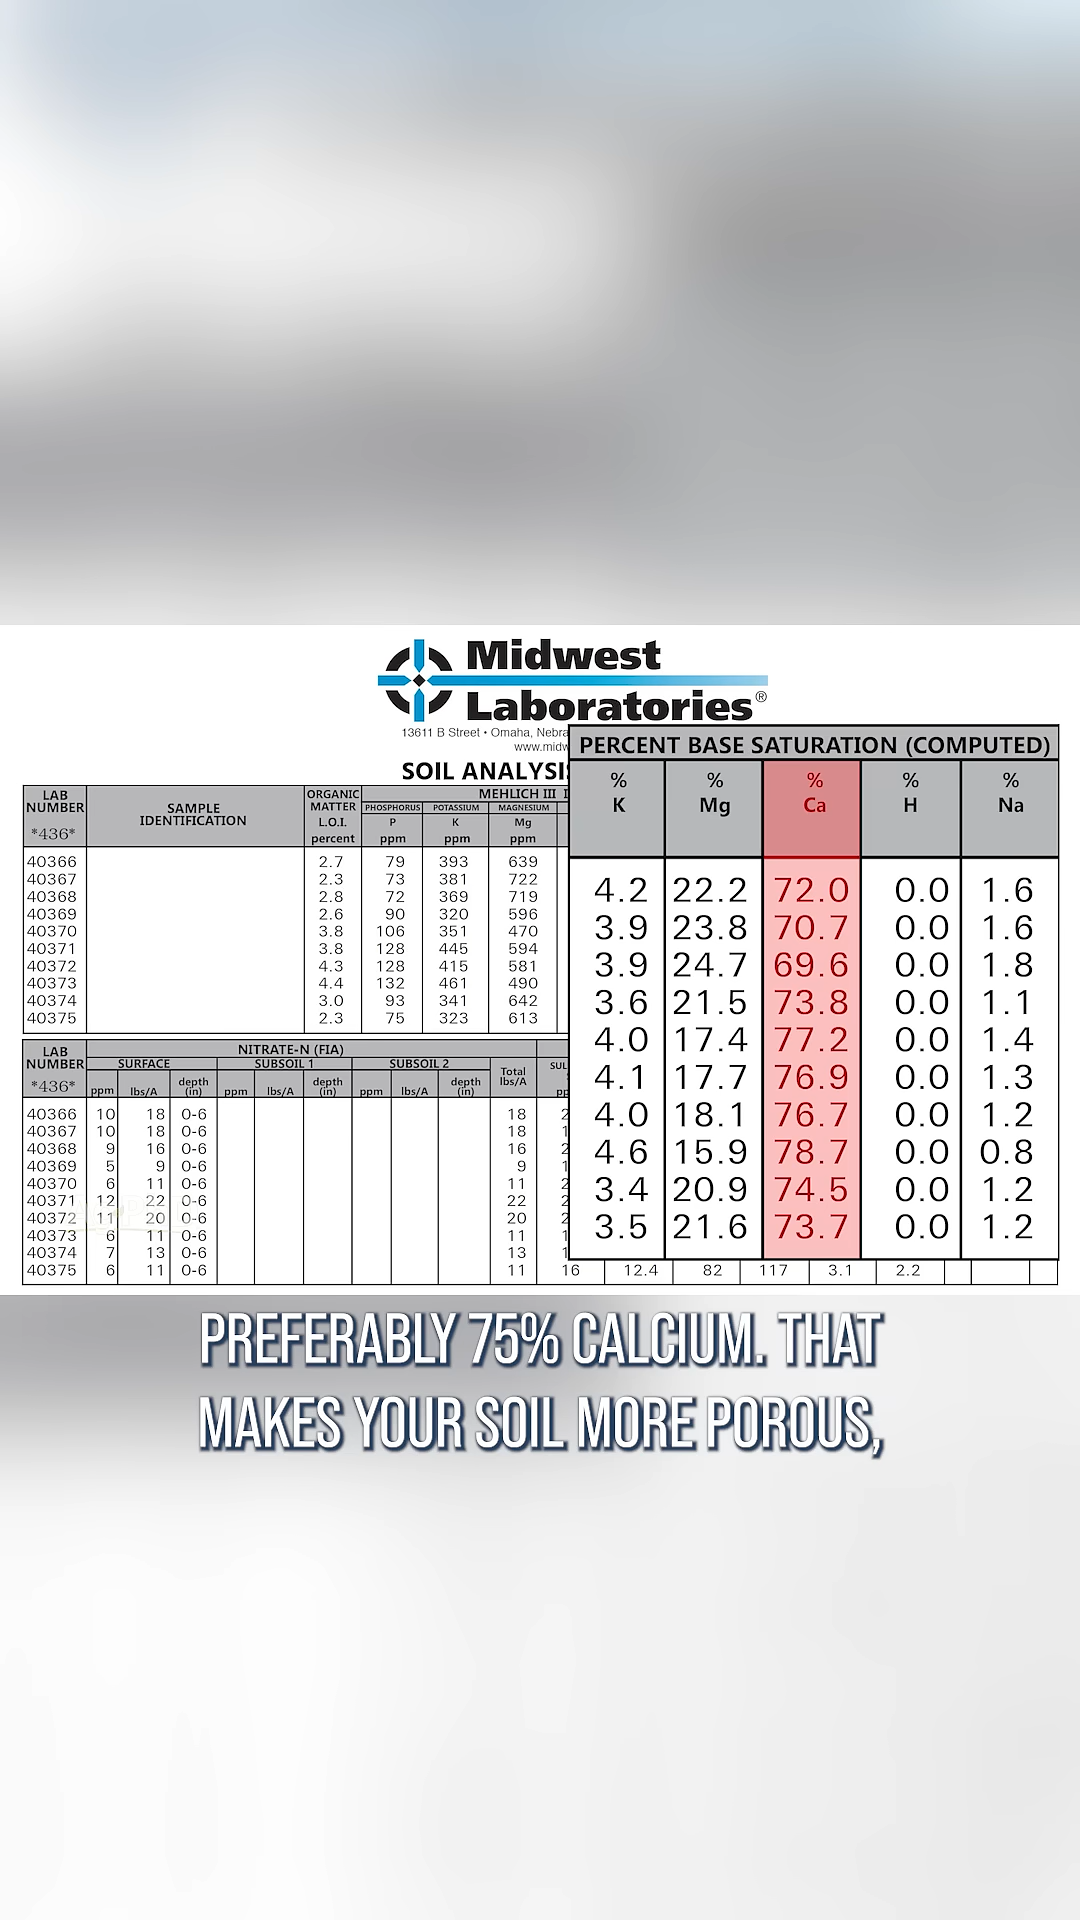 Midwest
Laboratories®
13611 B Street • Omaha, Nebra
www.midw
SOIL ANALYSI
LAB NUMBER *436* SAMPLE IDENTIFICATION ORGANIC MATTER L.O.I. percent MEHLICH III
PHOSPHORUS P ppm POTASSIUM K ppm MAGNESIUM Mg ppm
40366 2.7 79 393 639
40367 2.3 73 381 722
40368 2.8 72 369 719
40369 2.6 90 320 596
40370 3.8 106 351 470
40371 3.8 128 445 594
40372 4.3 128 415 581
40373 4.4 132 461 490
40374 3.0 93 341 642
40375 2.3 75 323 613
PERCENT BASE SATURATION (COMPUTED)
% K % Mg % Ca % H % Na
4.2 22.2 72.0 0.0 1.6
3.9 23.8 70.7 0.0 1.6
3.9 24.7 69.6 0.0 1.8
3.6 21.5 73.8 0.0 1.1
4.0 17.4 77.2 0.0 1.4
4.1 17.7 76.9 0.0 1.3
4.0 18.1 76.7 0.0 1.2
4.6 15.9 78.7 0.0 0.8
3.4 20.9 74.5 0.0 1.2
3.5 21.6 73.7 0.0 1.2
LAB NUMBER *436* NITRATE-N (FIA)
SURFACE SUBSOIL 1 SUBSOIL 2 Total lbs/A SUL
ppm lbs/A depth (in) ppm lbs/A depth (in) ppm lbs/A depth (in)
40366 10 18 0-6 18 2
40367 10 18 0-6 18 1
40368 9 16 0-6 16 2
40369 5 9 0-6 9 1
40370 6 11 0-6 11 2
40371 12 22 0-6 22 2
40372 11 20 0-6 20 2
40373 6 11 0-6 11 1
40374 7 13 0-6 13 1
40375 6 11 0-6 11 16 12.4 82 117 3.1 2.2
PREFERABLY 75% CALCIUM. THAT
MAKES YOUR SOIL MORE POROUS,